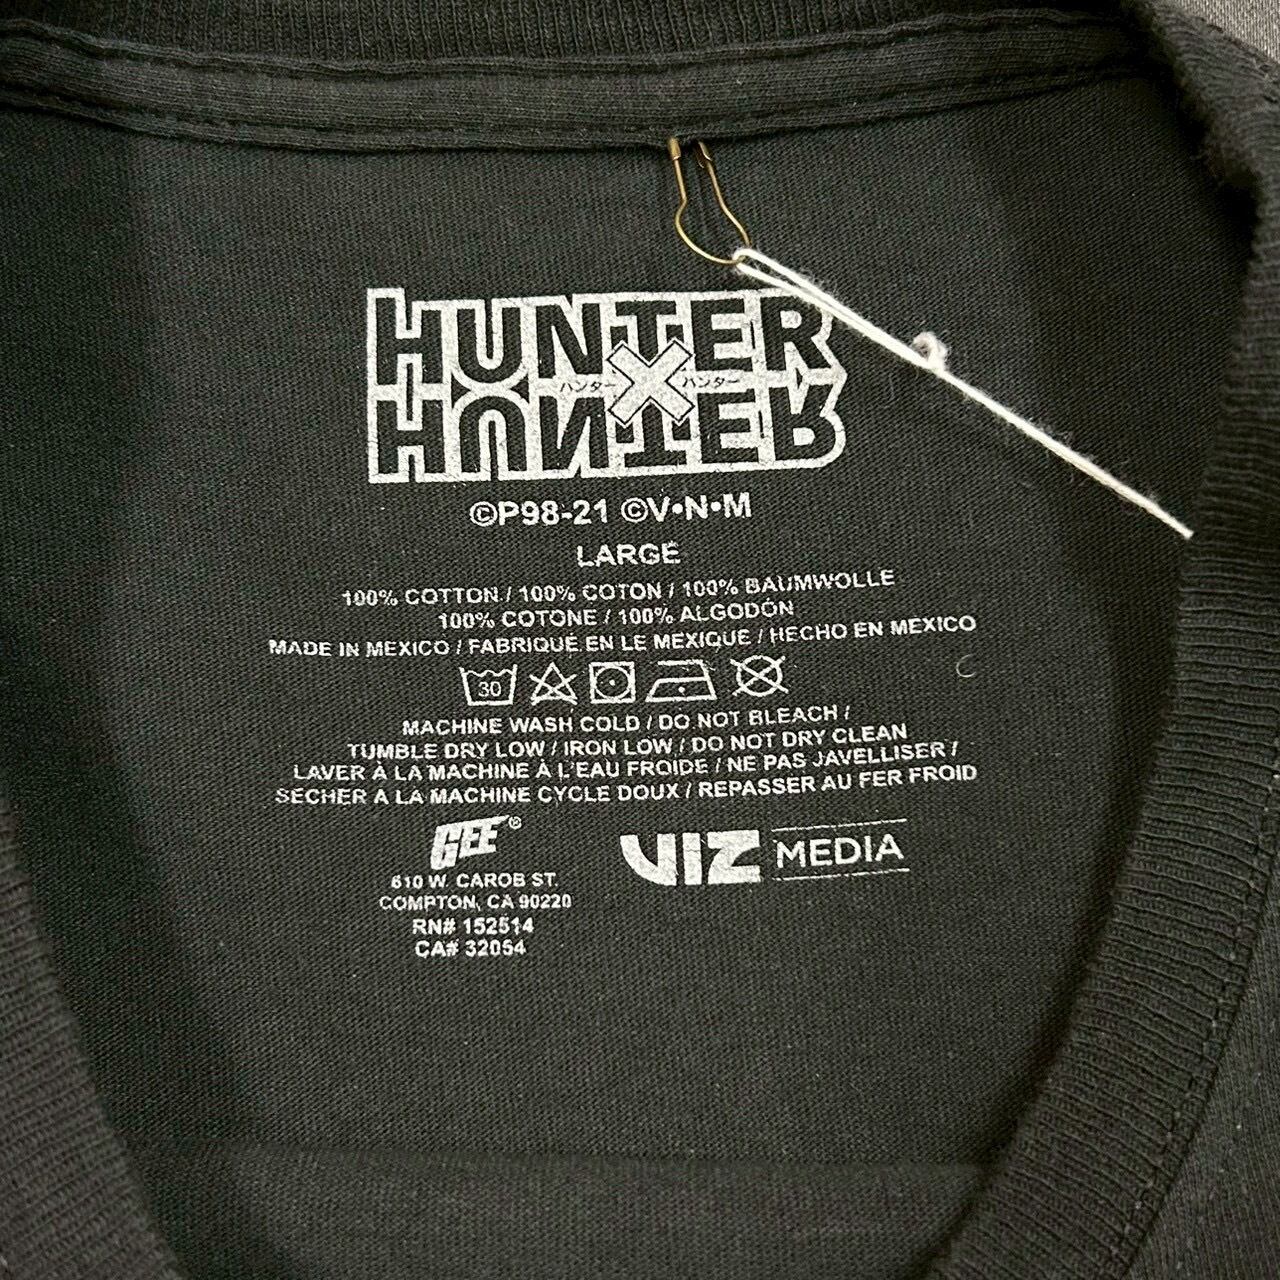 HUNTER
ハンター × ハンター
HUNTER
©P98-21 ©V•N•M
LARGE
100% COTTON / 100% COTON / 100% BAUMWOLLE
100% COTONE / 100% ALGODÓN
MADE IN MEXICO / FABRIQUÉ EN LE MEXIQUE / HECHO EN MEXICO
30
MACHINE WASH COLD / DO NOT BLEACH /
TUMBLE DRY LOW / IRON LOW / DO NOT DRY CLEAN
LAVER À LA MACHINE À L'EAU FROIDE / NE PAS JAVELLISER /
SECHER A LA MACHINE CYCLE DOUX / REPASSER AU FER FROID
GEE®
610 W. CAROB ST.
COMPTON, CA 90220
RN# 152514
CA# 32054
VIZ MEDIA